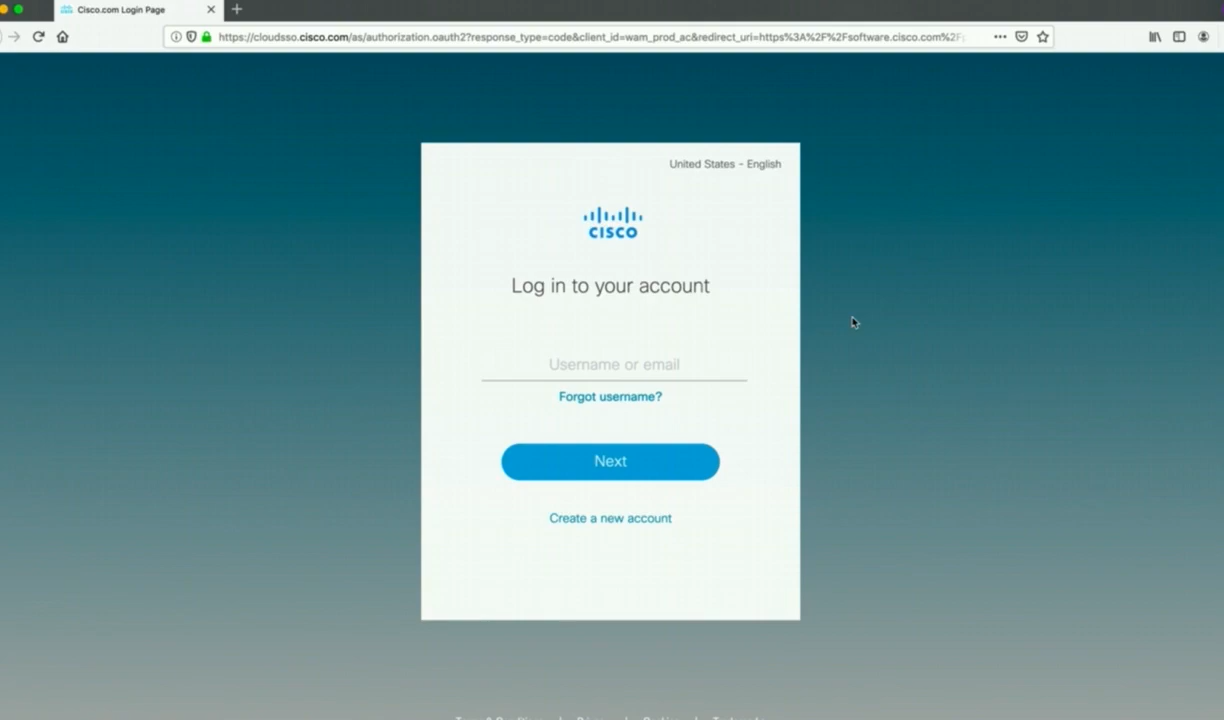 Cisco.com Login Page
https://cloudsso.cisco.com/as/authorization.oauth2?response_type=code&client_id=wam_prod_ac&redirect_uri=https%3A%2F%2Fsoftware.cisco.com%2F
United States - English
CISCO
Log in to your account
Username or email
Forgot username?
Next
Create a new account